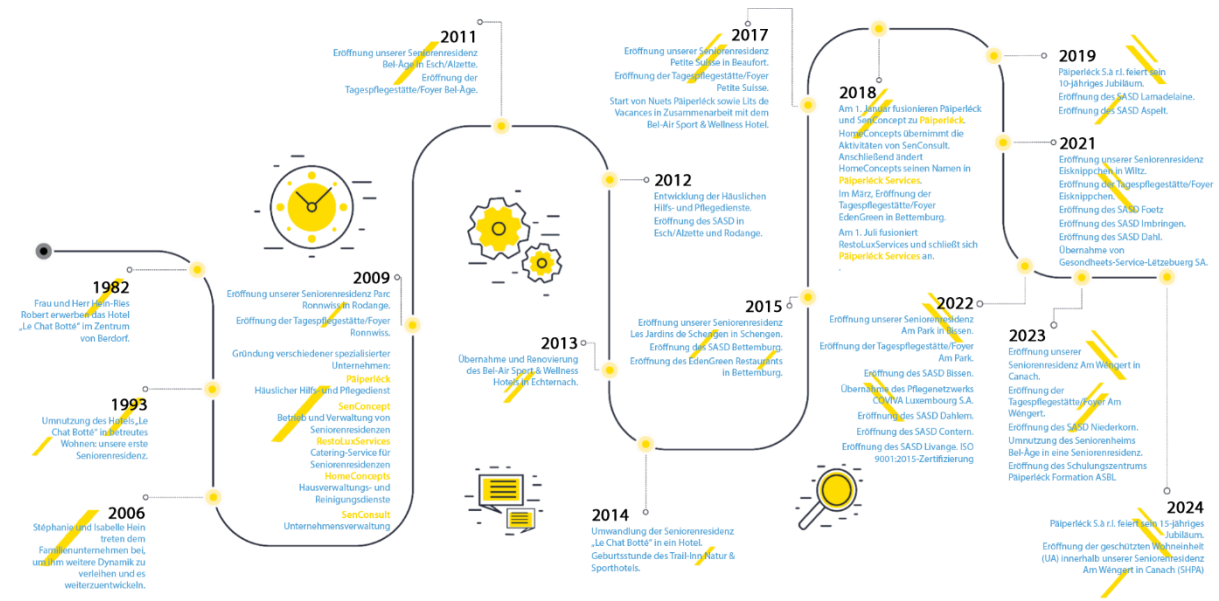 1982
Frau und Herr Hein-Ries
Robert erwerben das Hotel
„Le Chat Botté" im Zentrum
von Berdorf.
1993
Umnutzung des Hotels„Le
Chat Botté" in betreutes
Wohnen: unsere erste
Seniorenresidenz.
2006
Stéphanie und Isabelle Hein
treten dem
Familienunternehmen bei,
um ihm weitere Dynamik zu
verleihen und es
weiterzuentwickeln.
2009
Eröffnung unserer Seniorenresidenz Parc
Ronnwiss in Rodange.
Eröffnung der Tagespflegestätte/Foyer
Ronnwiss.
Gründung verschiedener spezialisierter
Unternehmen:
Päiperléck
Häuslicher Hilfs- und Pflegedienst
SenConcept
Betrieb und Verwaltung von
Seniorenresidenzen
RestoLuxServices
Catering-Service für
Seniorenresidenzen
HomeConcepts
Hausverwaltungs- und
Reinigungsdienste
SenConsult
Unternehmensverwaltung
2011
Eröffnung unserer Seniorenresidenz
Bel-Âge in Esch/Alzette.
Eröffnung der
Tagespflegestätte/Foyer Bel-Âge.
2012
Entwicklung der Häuslichen
Hilfs- und Pflegedienste.
Eröffnung des SASD in
Esch/Alzette und Rodange.
2013
Übernahme und Renovierung
des Bel-Air Sport & Wellness
Hotels in Echternach.
2014
Umwandlung der Seniorenresidenz
„Le Chat Botté" in ein Hotel.
Geburtsstunde des Trail-Inn Natur &
Sporthotels.
2015
Eröffnung unserer Seniorenresidenz
Les Jardins de Schengen in Schengen.
Eröffnung des SASD Bettemburg.
Eröffnung des EdenGreen Restaurants
in Bettemburg.
2017
Eröffnung unserer Seniorenresidenz
Petite Suisse in Beaufort.
Eröffnung der Tagespflegestätte/Foyer
Petite Suisse.
Start von Nuets Päiperléck sowie Lits de
Vacances in Zusammenarbeit mit dem
Bel-Air Sport & Wellness Hotel.
2018
Am 1. Januar fusionieren Päiperléck
und SenConcept zu Päiperléck.
HomeConcepts übernimmt die
Aktivitäten von SenConsult.
Anschließend ändert
HomeConcepts seinen Namen in
Päiperléck Services.
Im März, Eröffnung der
Tagespflegestätte/Foyer
EdenGreen in Bettemburg.
Am 1. Juli fusioniert
RestoLuxServices und schließt sich
Päiperléck Services an.
.
2019
Päiperléck S.à r.l. feiert sein
10-jähriges Jubiläum.
Eröffnung des SASD Lamadelaine.
Eröffnung des SASD Aspelt.
2021
Eröffnung unserer Seniorenresidenz
Eisknippchen in Wiltz.
Eröffnung der Tagespflegestätte/Foyer
Eisknippchen.
Eröffnung des SASD Foetz
Eröffnung des SASD Imbringen.
Eröffnung des SASD Dahl.
Übernahme von
Gesondheets-Service-Lëtzebuerg SA.
2022
Eröffnung unserer Seniorenresidenz
Am Park in Bissen.
Eröffnung der Tagespflegestätte/Foyer
Am Park.
Eröffnung des SASD Bissen.
Übernahme des Pflegenetzwerks
COVIVA Luxembourg S.A.
Eröffnung des SASD Dahlem.
Eröffnung des SASD Contern.
Eröffnung des SASD Livange. ISO
9001:2015-Zertifizierung
2023
Eröffnung unserer
Seniorenresidenz Am Wéngert in
Canach.
Eröffnung der
Tagespflegestätte/Foyer Am
Wéngert.
Eröffnung des SASD Niederkorn.
Umnutzung des Seniorenheims
Bel-Âge in eine Seniorenresidenz.
Eröffnung des Schulungszentrums
Päiperléck Formation ASBL
2024
Päiperléck S.à r.l. feiert sein 15-jähriges
Jubiläum.
Eröffnung der geschützten Wohneinheit
(UA) innerhalb unserer Seniorenresidenz
Am Wéngert in Canach (SHPA)